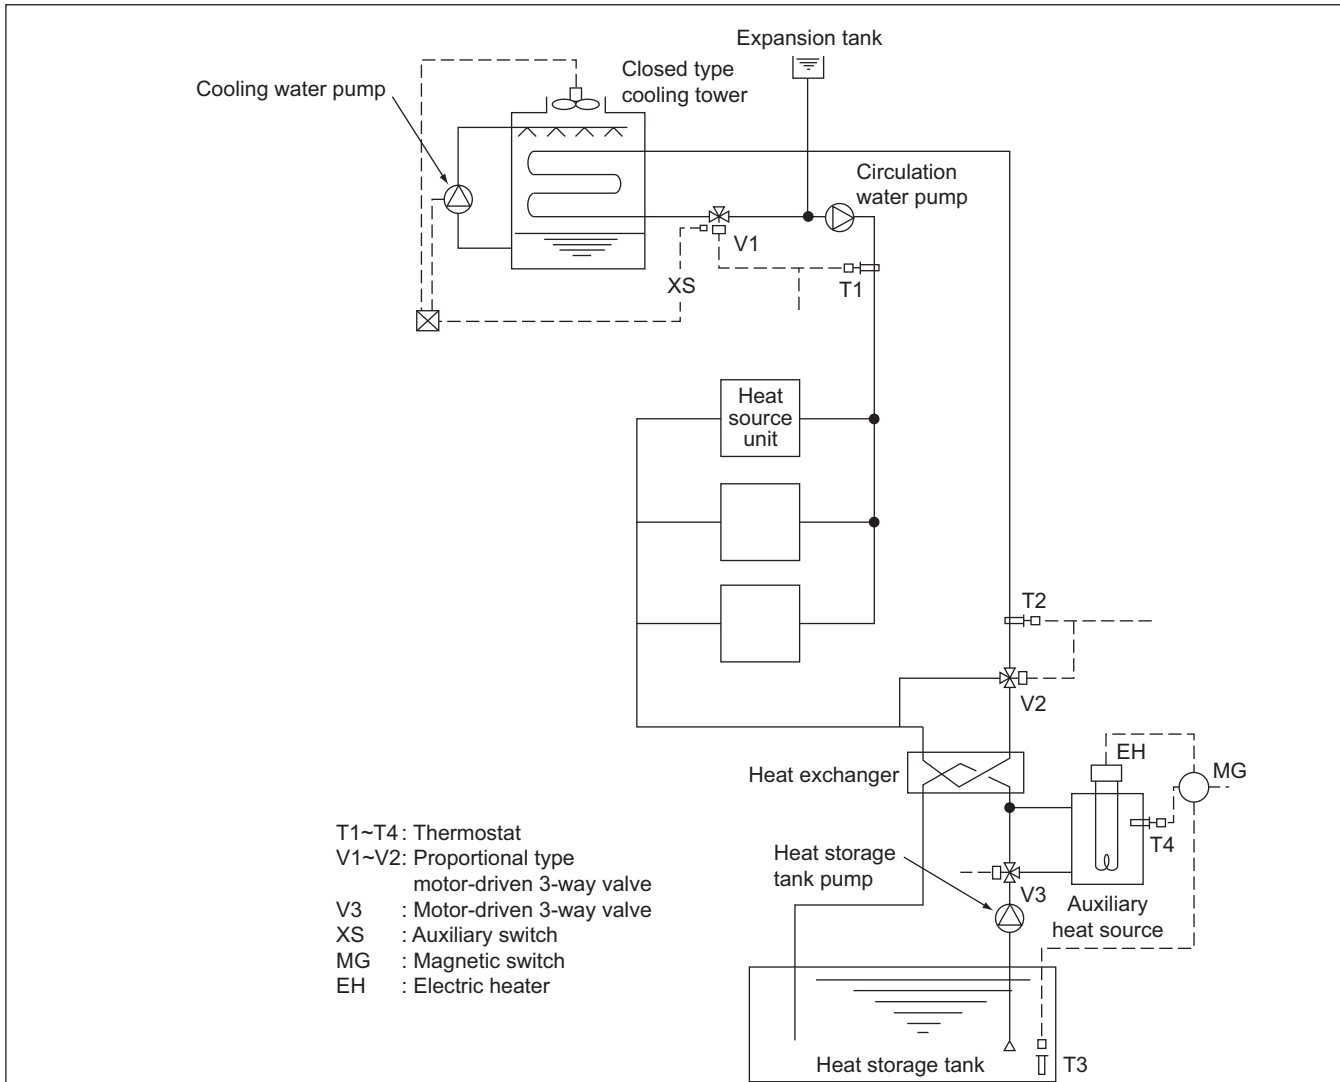 Expansion tank
Closed type
cooling tower
Cooling water pump
Circulation
water pump
V1
XS
T1
Heat
source
unit
T2
V2
EH
MG
Heat exchanger
T4
Heat storage
tank pump
V3
Auxiliary
heat source
T1~T4 : Thermostat
V1~V2: Proportional type
motor-driven 3-way valve
V3 : Motor-driven 3-way valve
XS : Auxiliary switch
MG : Magnetic switch
EH : Electric heater
Heat storage tank
T3